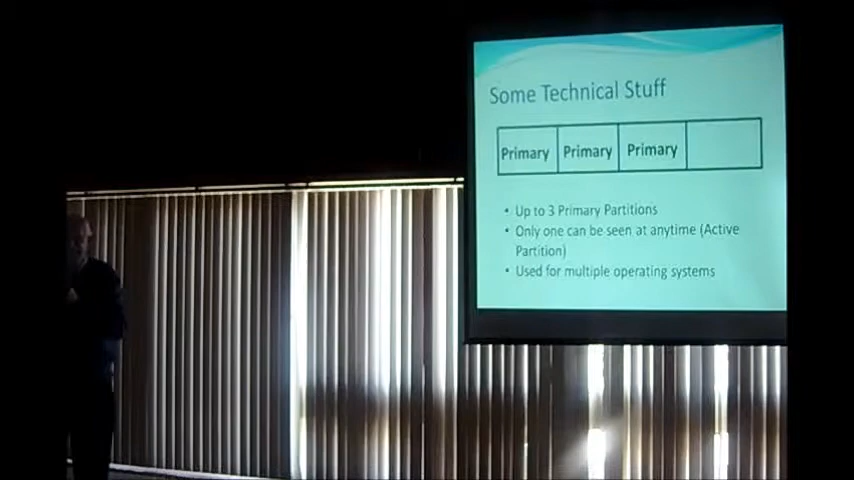 Some Technical Stuff
Primary Primary Primary
• Up to 3 Primary Partitions
• Only one can be seen at anytime (Active
Partition)
• Used for multiple operating systems